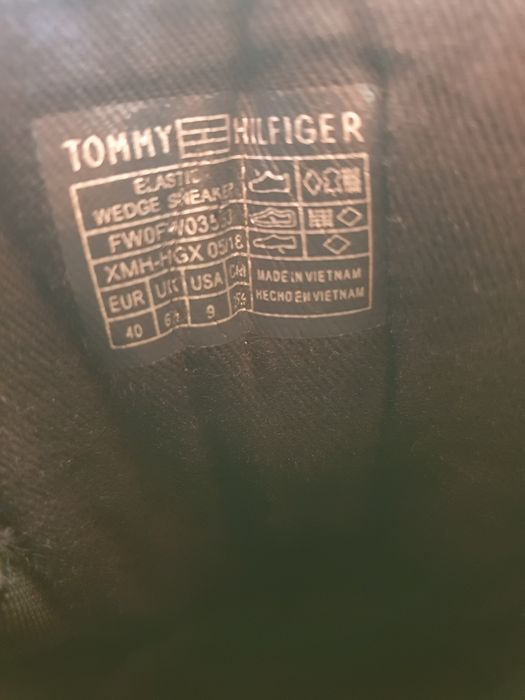 TOMMY HILFIGER
ELASTIC
WEDGE SNEAKER
XMH-HGX 05/18
MADE IN VIETNAM
HECHO EN VIETNAM
EUR UK USA
40 9